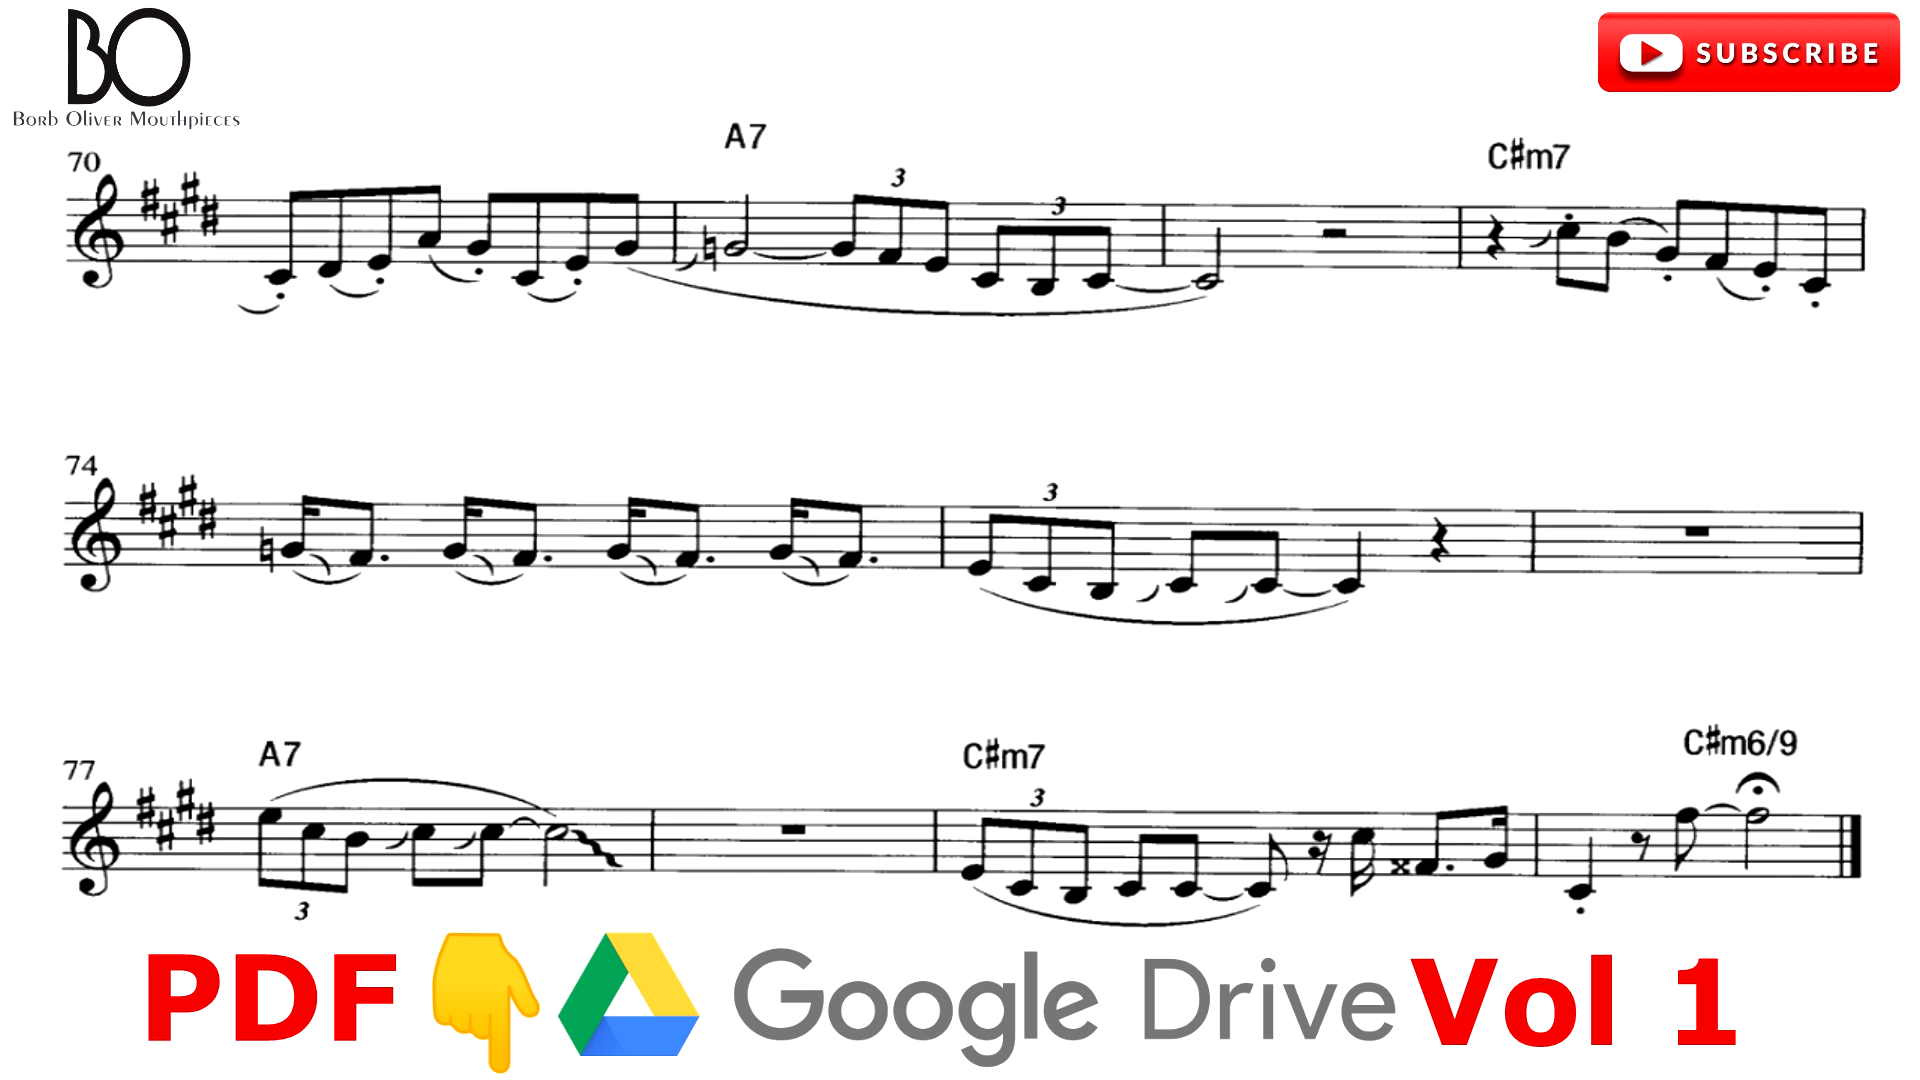 BO
Borb Oliver Mouthpieces
SUBSCRIBE
A7
C#m7
70
3
3
74
3
A7
C#m7
C#m6/9
77
3
3
PDF Google Drive Vol 1